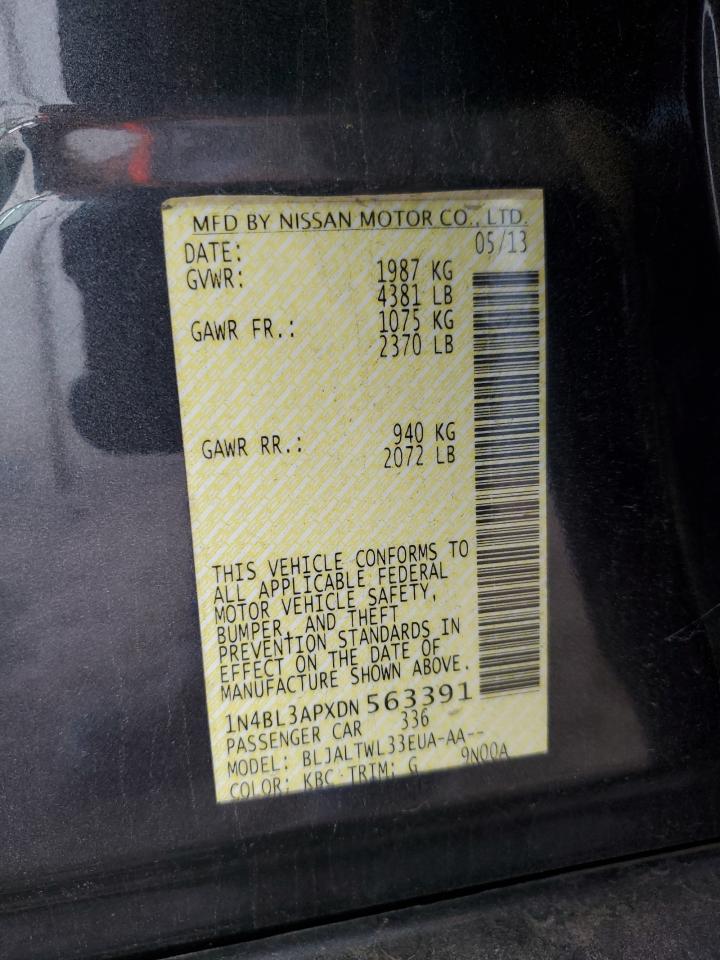 MFD BY NISSAN MOTOR CO., LTD.
DATE: 05/13
GVWR: 1987 KG
4381 LB
GAWR FR.: 1075 KG
2370 LB
GAWR RR.: 940 KG
2072 LB
THIS VEHICLE CONFORMS TO
ALL APPLICABLE FEDERAL
MOTOR VEHICLE SAFETY,
BUMPER, AND THEFT
PREVENTION STANDARDS IN
EFFECT ON THE DATE OF
MANUFACTURE SHOWN ABOVE.
1N4BL3APXDN563391
PASSENGER CAR 336
MODEL: BLJALTWL33EUA-AA--
COLOR: KBC TRIM: G 9N00A